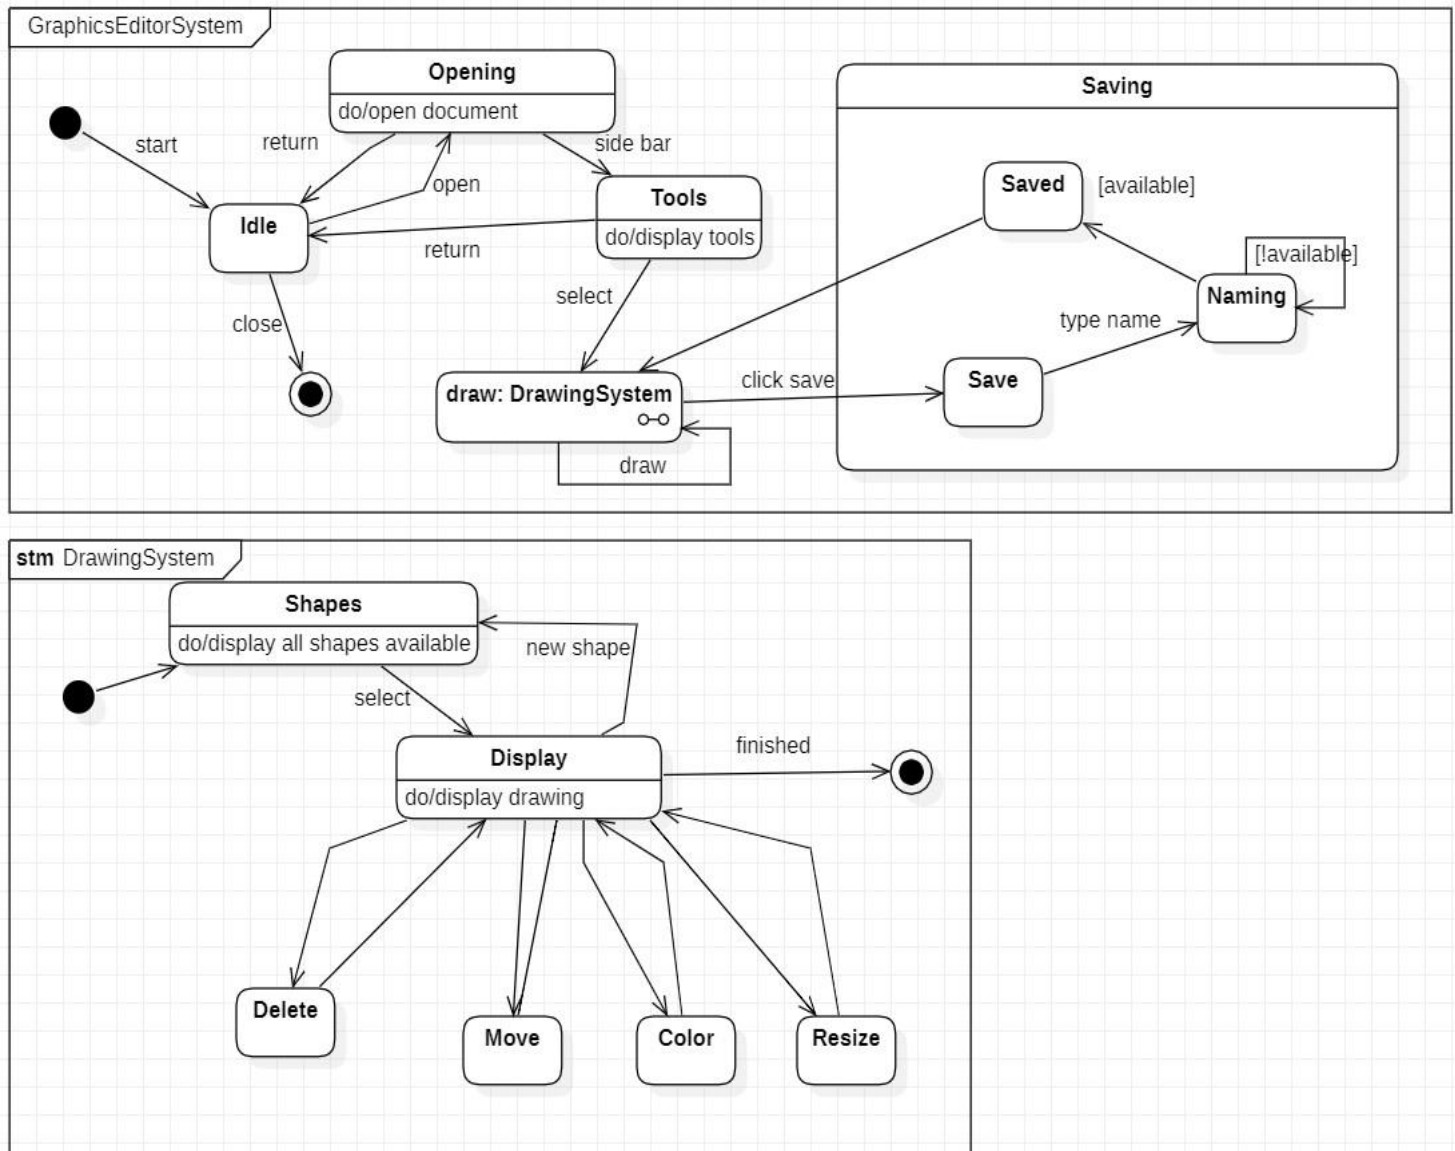 GraphicsEditorSystem
Opening
do/open document
Saving
start
return
side bar
open
Tools
do/display tools
Idle
return
Saved
[available]
[!available]
Naming
select
type name
close
click save
Save
draw: DrawingSystem
draw
stm DrawingSystem
Shapes
do/display all shapes available
new shape
select
Display
do/display drawing
finished
Delete
Move
Color
Resize